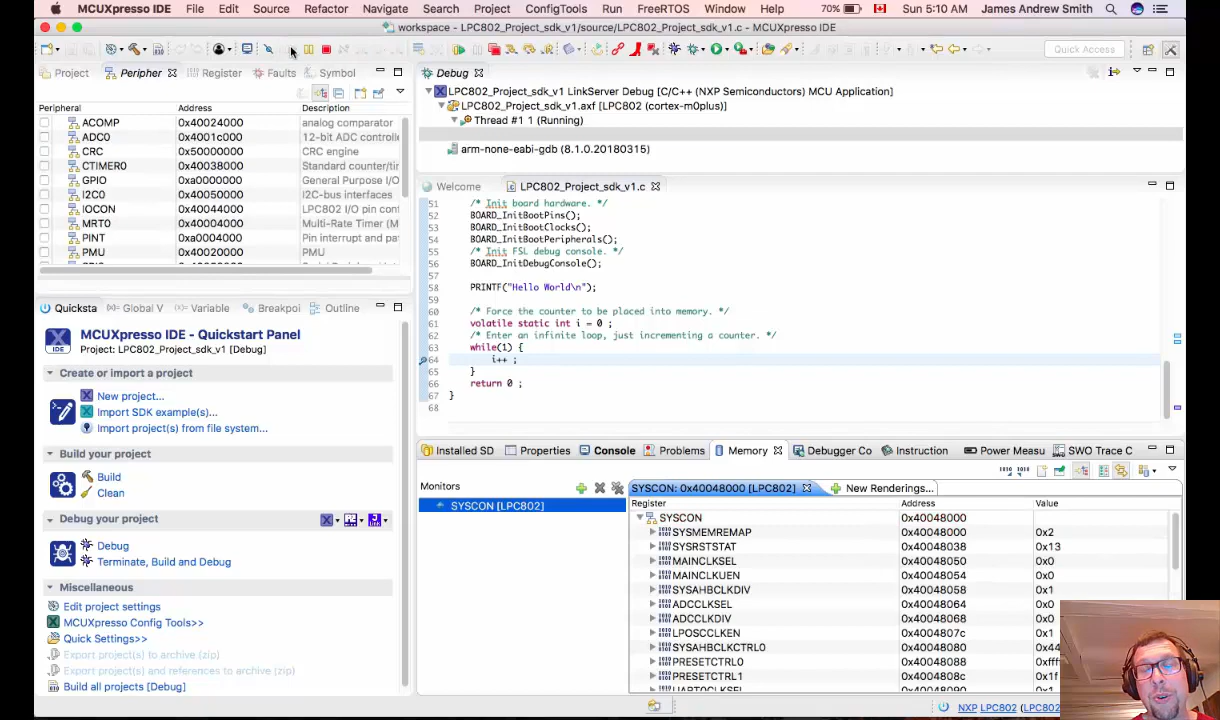 MCUXpresso IDE File Edit Source Refactor Navigate Search Project ConfigTools Run FreeRTOS Window Help 70% Sun 5:10 AM James Andrew Smith
workspace - LPC802_Project_sdk_v1/source/LPC802_Project_sdk_v1.c - MCUXpresso IDE
Quick Access
Project Peripher Register Faults Symbol
Peripheral Address Description
ACOMP 0x40024000 analog comparator
ADC0 0x4001c000 12-bit ADC controlle
CRC 0x50000000 CRC engine
CTIMER0 0x40038000 Standard counter/tir
GPIO 0xa0000000 General Purpose I/O
I2C0 0x40050000 I2C-bus interfaces
IOCON 0x40044000 LPC802 I/O pin conf
MRT0 0x40004000 Multi-Rate Timer (M
PINT 0xa0004000 Pin interrupt and pa
PMU 0x40020000 PMU
Quicksta Global V Variable Breakpoi Outline
IDE
MCUXpresso IDE - Quickstart Panel
Project: LPC802_Project_sdk_v1 [Debug]
Create or import a project
New project...
Import SDK example(s)...
Import project(s) from file system...
Build your project
Build
Clean
Debug your project
Debug
Terminate, Build and Debug
Miscellaneous
Edit project settings
MCUXpresso Config Tools>>
Quick Settings>>
Export project(s) to archive (zip)
Export project(s) and references to archive (zip)
Build all projects [Debug]
Debug
LPC802_Project_sdk_v1 LinkServer Debug [C/C++ (NXP Semiconductors) MCU Application]
LPC802_Project_sdk_v1.axf [LPC802 (cortex-m0plus)]
Thread #1 1 (Running)
arm-none-eabi-gdb (8.1.0.20180315)
Welcome LPC802_Project_sdk_v1.c
51 /* Init board hardware. */
52 BOARD_InitBootPins();
53 BOARD_InitBootClocks();
54 BOARD_InitBootPeripherals();
55 /* Init FSL debug console. */
56 BOARD_InitDebugConsole();
57
58 PRINTF("Hello World\n");
59
60 /* Force the counter to be placed into memory. */
61 volatile static int i = 0 ;
62 /* Enter an infinite loop, just incrementing a counter. */
63 while(1) {
64 i++ ;
65 }
66 return 0 ;
67 }
68
Installed SD Properties Console Problems Memory Debugger Co Instruction Power Measu SWO Trace C
Monitors
SYSCON [LPC802]
SYSCON: 0x40048000 [LPC802] New Renderings...
Register Address Value
SYSCON 0x40048000
SYSMEMREMAP 0x40048000 0x2
SYSRSTSTAT 0x40048038 0x13
MAINCLKSEL 0x40048050 0x0
MAINCLKUEN 0x40048054 0x0
SYSAHBCLKDIV 0x40048058 0x1
ADCCLKSEL 0x40048064 0x0
ADCCLKDIV 0x40048068 0x0
LPOSCCLKEN 0x4004807c 0x1
SYSAHBCLKCTRL0 0x40048080 0x44
PRESETCTRL0 0x40048088 0xfff
PRESETCTRL1 0x4004808c 0x1f
UART0CLKSEL 0x40048090 0x1
NXP LPC802 (LPC802